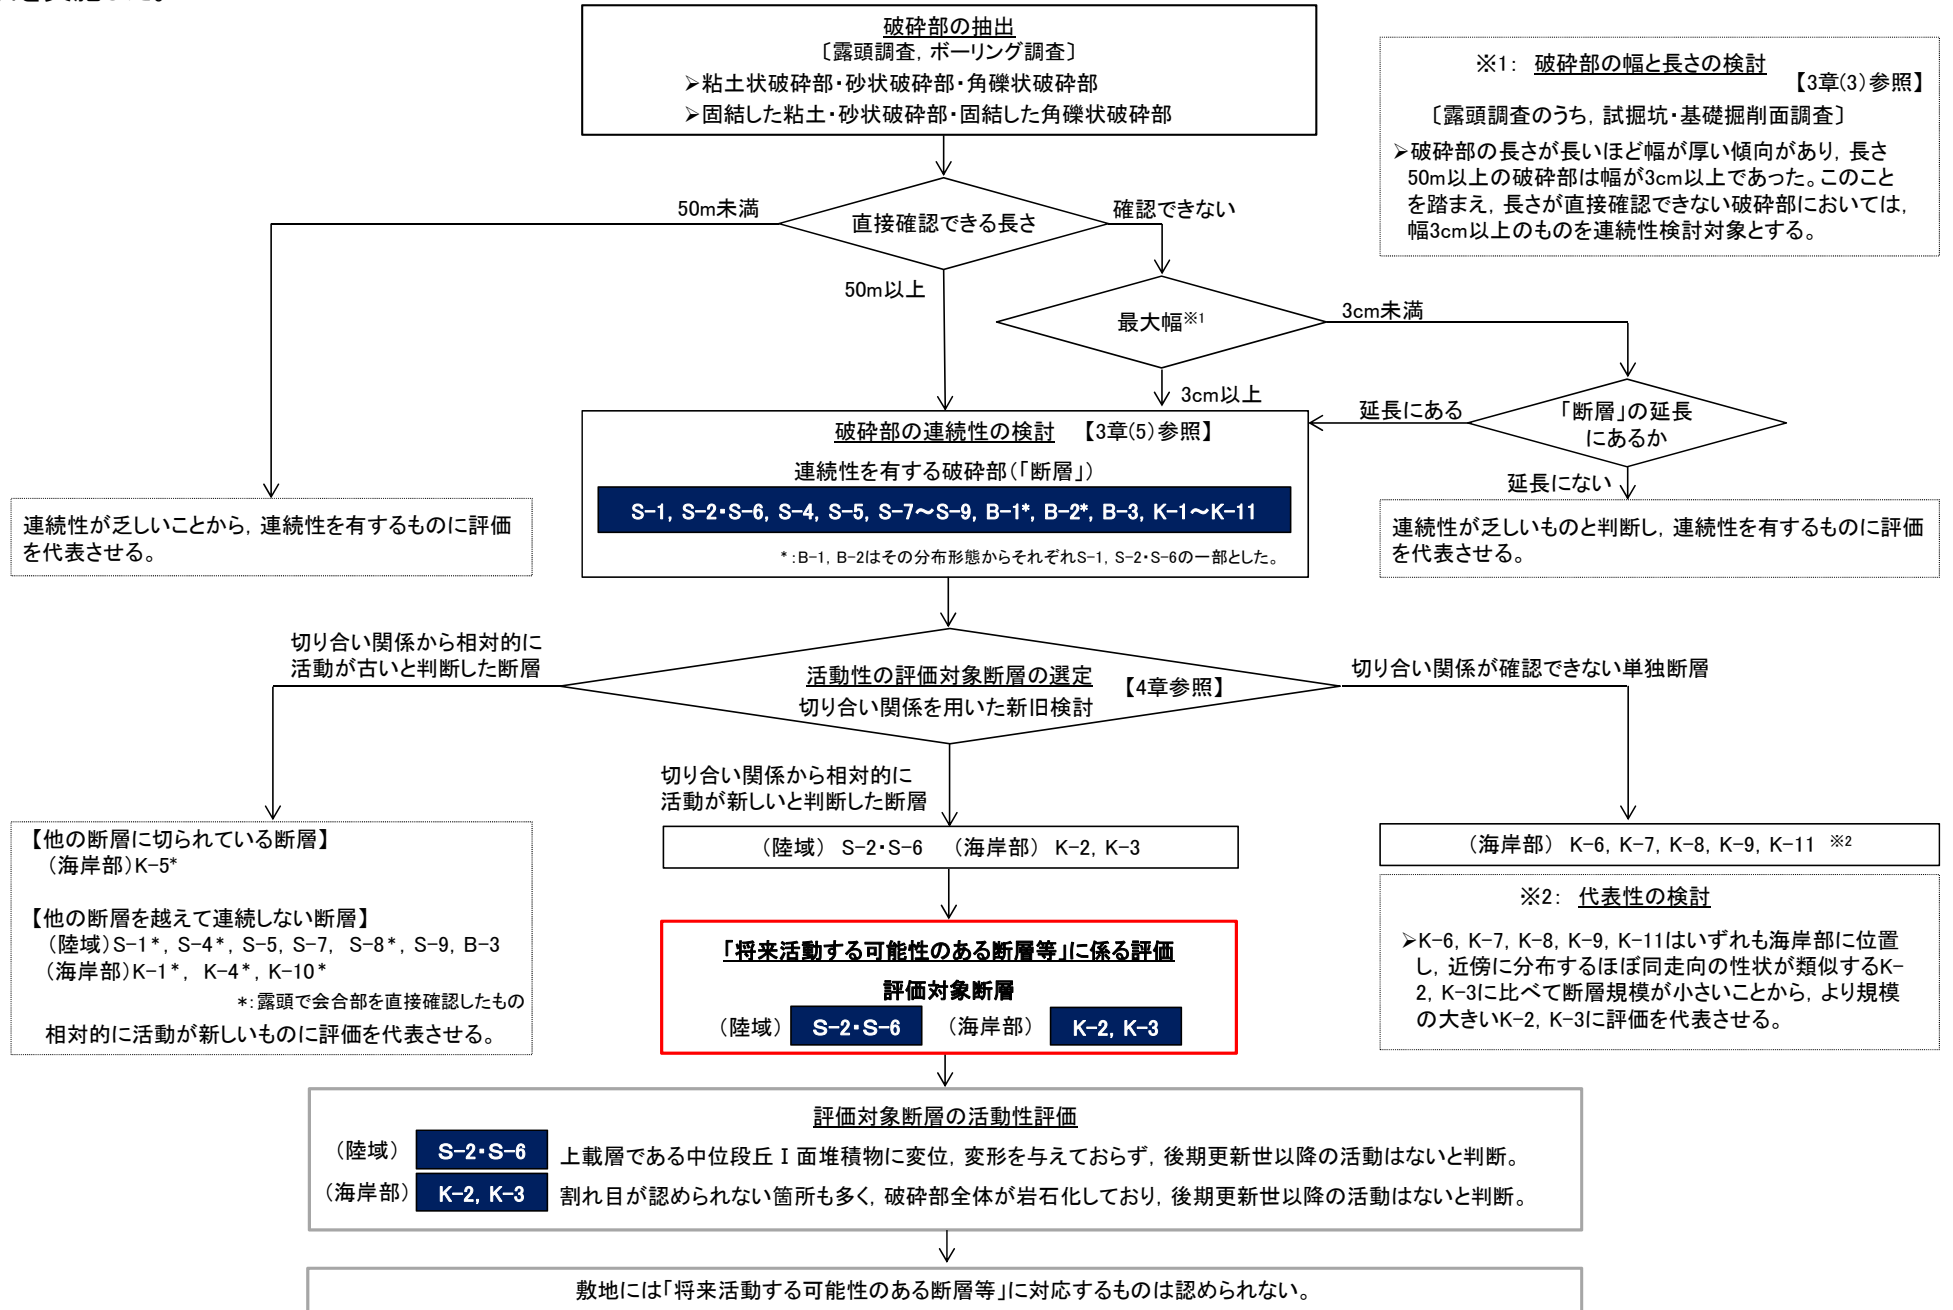 破砕部の抽出
〔露頭調査, ボーリング調査〕
➢粘土状破砕部・砂状破砕部・角礫状破砕部
➢固結した粘土・砂状破砕部・固結した角礫状破砕部
※1: 破砕部の幅と長さの検討
【3章(3)参照】
〔露頭調査のうち, 試掘坑・基礎掘削面調査〕
➢破砕部の長さが長いほど幅が厚い傾向があり, 長さ
50m以上の破砕部は幅が3cm以上であった。このこと
を踏まえ, 長さが直接確認できない破砕部においては,
幅3cm以上のものを連続性検討対象とする。
50m未満
直接確認できる長さ
確認できない
50m以上
最大幅※1
3cm未満
3cm以上
延長にある
「断層」の延長
にあるか
延長にない
破砕部の連続性の検討 【3章(5)参照】
連続性を有する破砕部(「断層」)
S-1, S-2・S-6, S-4, S-5, S-7～S-9, B-1*, B-2*, B-3, K-1～K-11
*:B-1, B-2はその分布形態からそれぞれS-1, S-2・S-6の一部とした。
連続性が乏しいことから, 連続性を有するものに評価
を代表させる。
連続性が乏しいものと判断し, 連続性を有するものに評価
を代表させる。
切り合い関係から相対的に
活動が古いと判断した断層
活動性の評価対象断層の選定 【4章参照】
切り合い関係を用いた新旧検討
切り合い関係が確認できない単独断層
切り合い関係から相対的に
活動が新しいと判断した断層
【他の断層に切られている断層】
(海岸部)K-5*
【他の断層を越えて連続しない断層】
(陸域)S-1*, S-4*, S-5, S-7, S-8*, S-9, B-3
(海岸部)K-1*, K-4*, K-10*
*:露頭で会合部を直接確認したもの
相対的に活動が新しいものに評価を代表させる。
(陸域) S-2・S-6 (海岸部) K-2, K-3
(海岸部) K-6, K-7, K-8, K-9, K-11 ※2
※2: 代表性の検討
➢K-6, K-7, K-8, K-9, K-11はいずれも海岸部に位置
し, 近傍に分布するほぼ同走向の性状が類似するK-
2, K-3に比べて断層規模が小さいことから, より規模
の大きいK-2, K-3に評価を代表させる。
「将来活動する可能性のある断層等」に係る評価
評価対象断層
(陸域) S-2・S-6 (海岸部) K-2, K-3
評価対象断層の活動性評価
(陸域) S-2・S-6 上載層である中位段丘Ⅰ面堆積物に変位, 変形を与えておらず, 後期更新世以降の活動はないと判断。
(海岸部) K-2, K-3 割れ目が認められない箇所も多く, 破砕部全体が岩石化しており, 後期更新世以降の活動はないと判断。
敷地には「将来活動する可能性のある断層等」に対応するものは認められない。